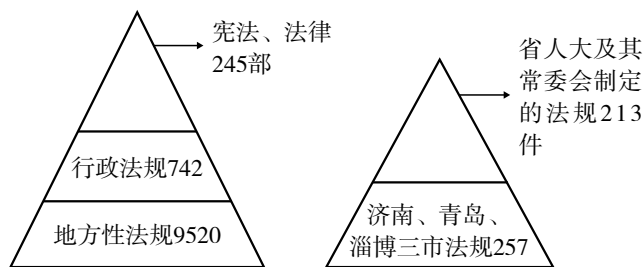 宪法、法律
245部
行政法规742
地方性法规9520
省人大及其
常委会制定
的法规213
件
济南、青岛、
淄博三市法规257